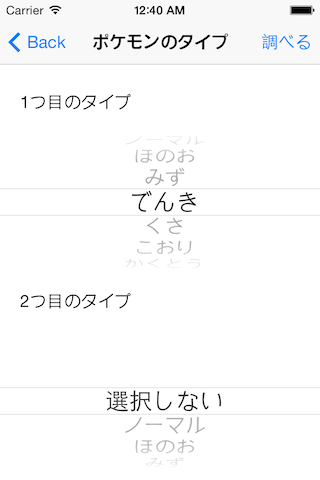 Carrier 12:40 AM
Back ポケモンのタイプ 調べる
1つ目のタイプ
ノーマル
ほのお
みず
でんき
くさ
こおり
かくとう
2つ目のタイプ
選択しない
ノーマル
ほのお
みず